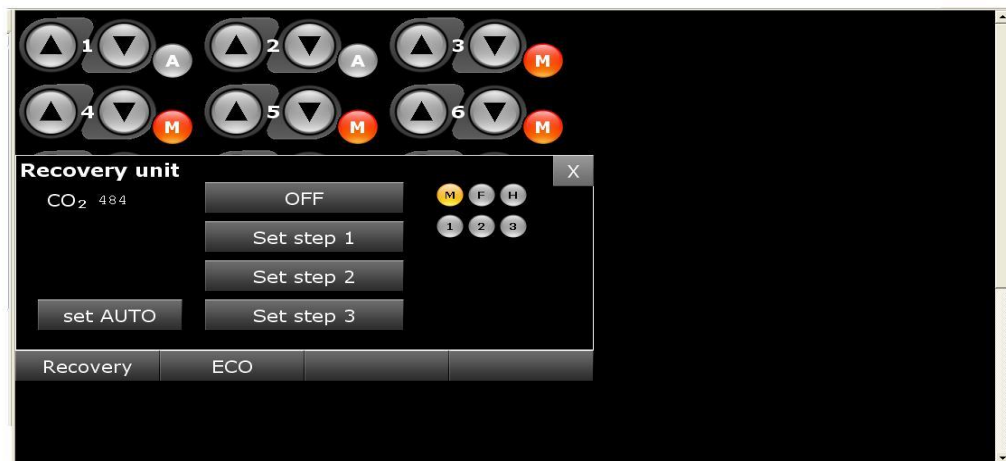 1 A 2 A 3 M
4 M 5 M 6 M
Recovery unit X
CO₂ 484 OFF M F H
Set step 1 1 2 3
Set step 2
set AUTO Set step 3
Recovery ECO